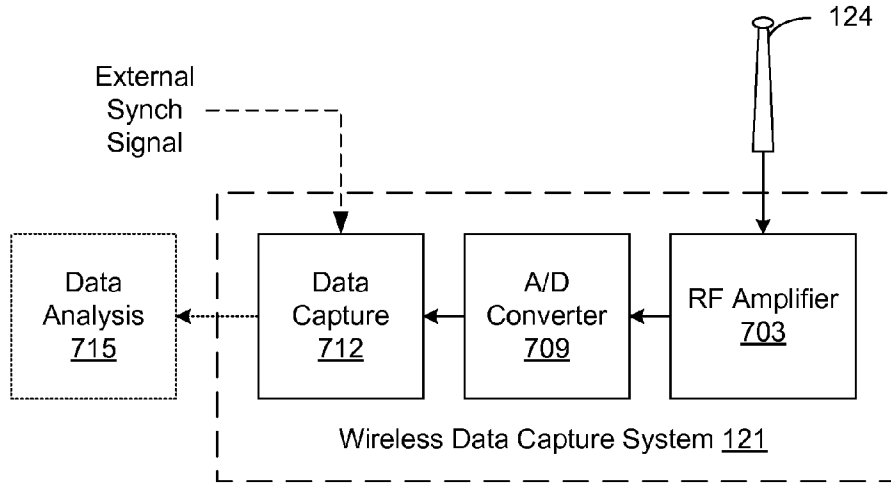 124
External
Synch
Signal
Data
Analysis
715
Data
Capture
712
A/D
Converter
709
RF Amplifier
703
Wireless Data Capture System 121